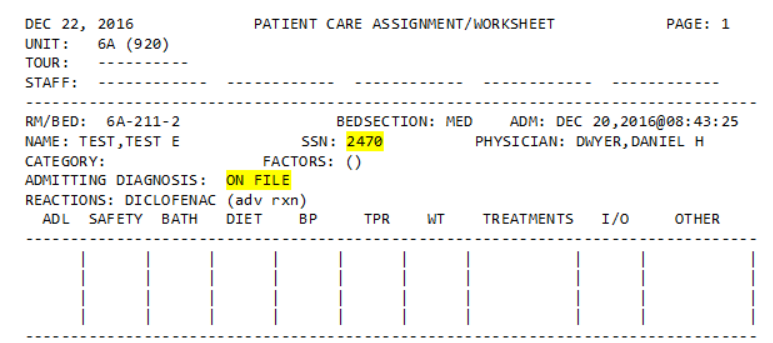 DEC 22, 2016 PATIENT CARE ASSIGNMENT/WORKSHEET PAGE: 1
UNIT: 6A (920)
TOUR: ----------
STAFF: ------------ ------------ ------------ ------------ ------------
RM/BED: 6A-211-2 BEDSECTION: MED ADM: DEC 20,2016@08:43:25
NAME: TEST,TEST E SSN: 2470 PHYSICIAN: DWYER,DANIEL H
CATEGORY: FACTORS: ()
ADMITTING DIAGNOSIS: ON FILE
REACTIONS: DICLOFENAC (adv rxn)
ADL SAFETY BATH DIET BP TPR WT TREATMENTS I/O OTHER